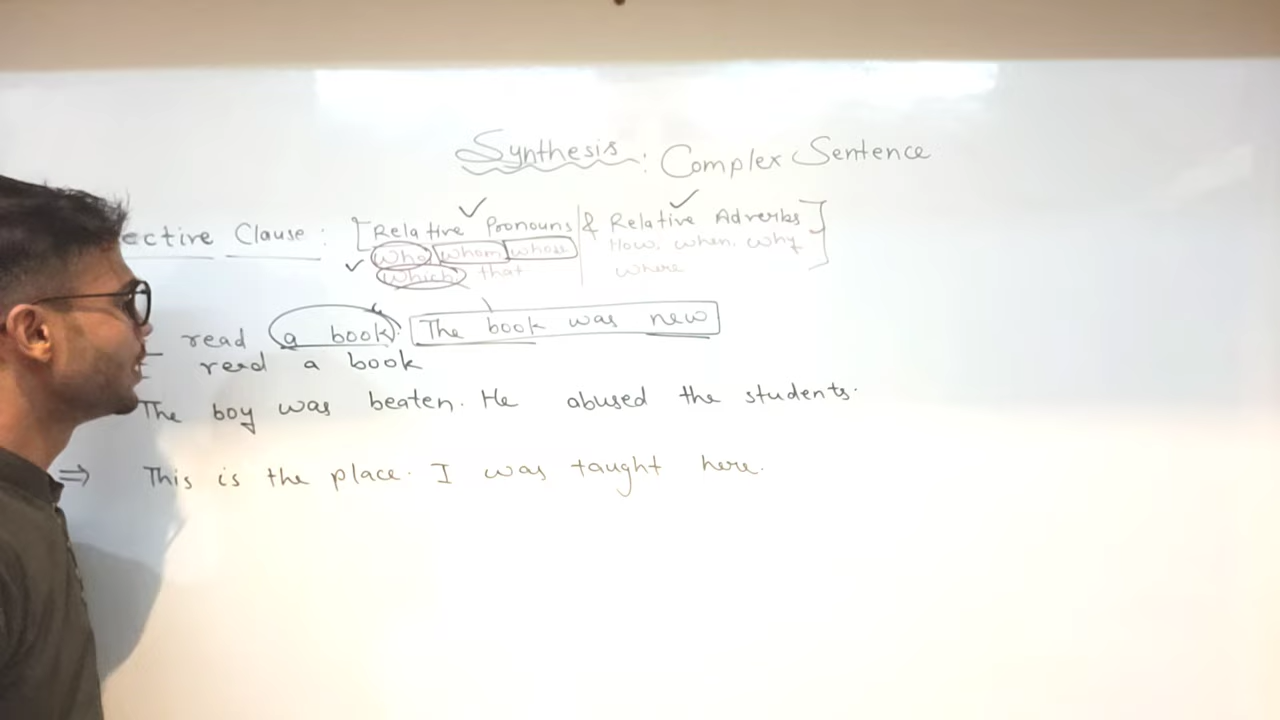 Synthesis : Complex Sentence
ective Clause : [Relative Pronouns & Relative Adverbs]
who whom whose How, when, why
which that where
read a book. The book was new
I read a book
The boy was beaten. He abused the students.
⇒ This is the place. I was taught here.